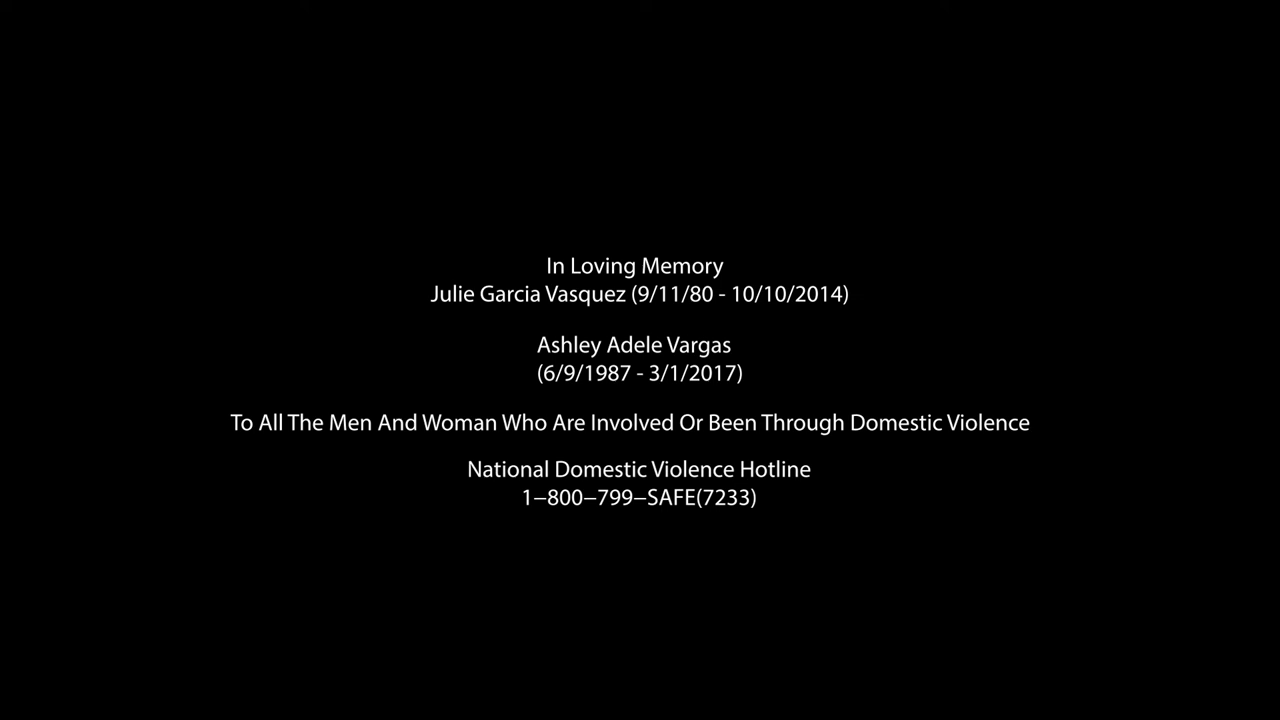 In Loving Memory
Julie Garcia Vasquez (9/11/80 - 10/10/2014)
Ashley Adele Vargas
(6/9/1987 - 3/1/2017)
To All The Men And Woman Who Are Involved Or Been Through Domestic Violence
National Domestic Violence Hotline
1–800–799–SAFE(7233)